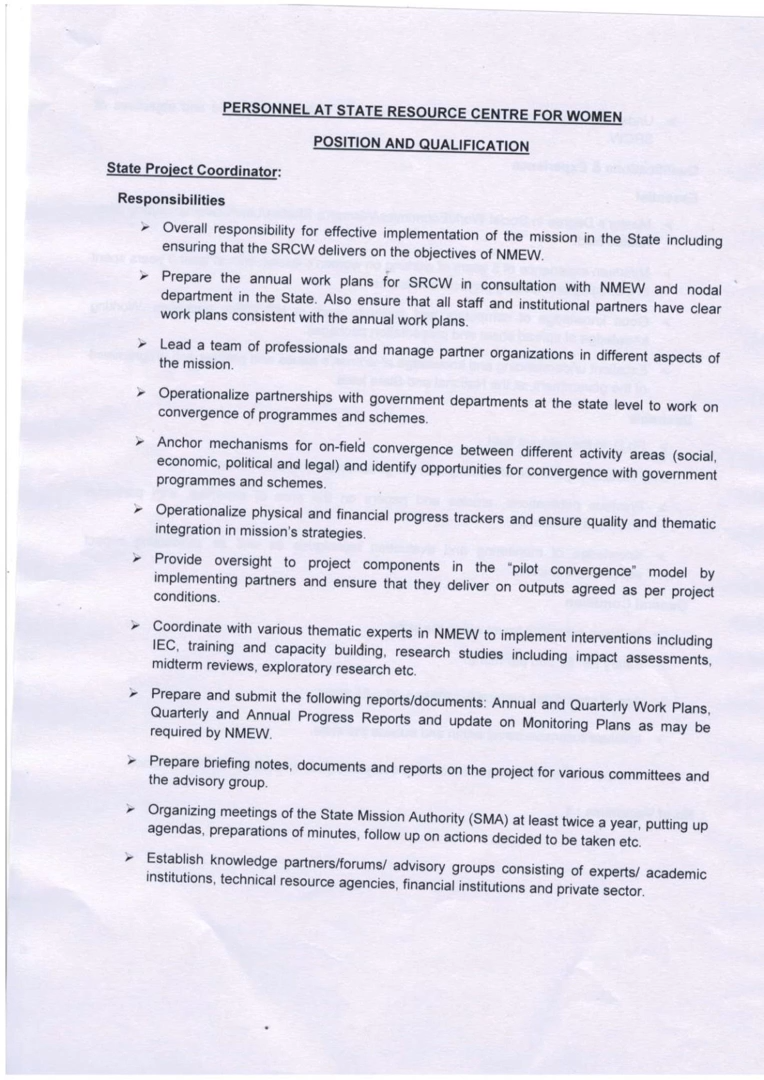 PERSONNEL AT STATE RESOURCE CENTRE FOR WOMEN
POSITION AND QUALIFICATION
State Project Coordinator:
Responsibilities
➢ Overall responsibility for effective implementation of the mission in the State including
ensuring that the SRCW delivers on the objectives of NMEW.
➢ Prepare the annual work plans for SRCW in consultation with NMEW and nodal
department in the State. Also ensure that all staff and institutional partners have clear
work plans consistent with the annual work plans.
➢ Lead a team of professionals and manage partner organizations in different aspects of
the mission.
➢ Operationalize partnerships with government departments at the state level to work on
convergence of programmes and schemes.
➢ Anchor mechanisms for on-field convergence between different activity areas (social,
economic, political and legal) and identify opportunities for convergence with government
programmes and schemes.
➢ Operationalize physical and financial progress trackers and ensure quality and thematic
integration in mission's strategies.
➢ Provide oversight to project components in the "pilot convergence" model by
implementing partners and ensure that they deliver on outputs agreed as per project
conditions.
➢ Coordinate with various thematic experts in NMEW to implement interventions including
IEC, training and capacity building, research studies including impact assessments,
midterm reviews, exploratory research etc.
➢ Prepare and submit the following reports/documents: Annual and Quarterly Work Plans,
Quarterly and Annual Progress Reports and update on Monitoring Plans as may be
required by NMEW.
➢ Prepare briefing notes, documents and reports on the project for various committees and
the advisory group.
➢ Organizing meetings of the State Mission Authority (SMA) at least twice a year, putting up
agendas, preparations of minutes, follow up on actions decided to be taken etc.
➢ Establish knowledge partners/forums/ advisory groups consisting of experts/ academic
institutions, technical resource agencies, financial institutions and private sector.